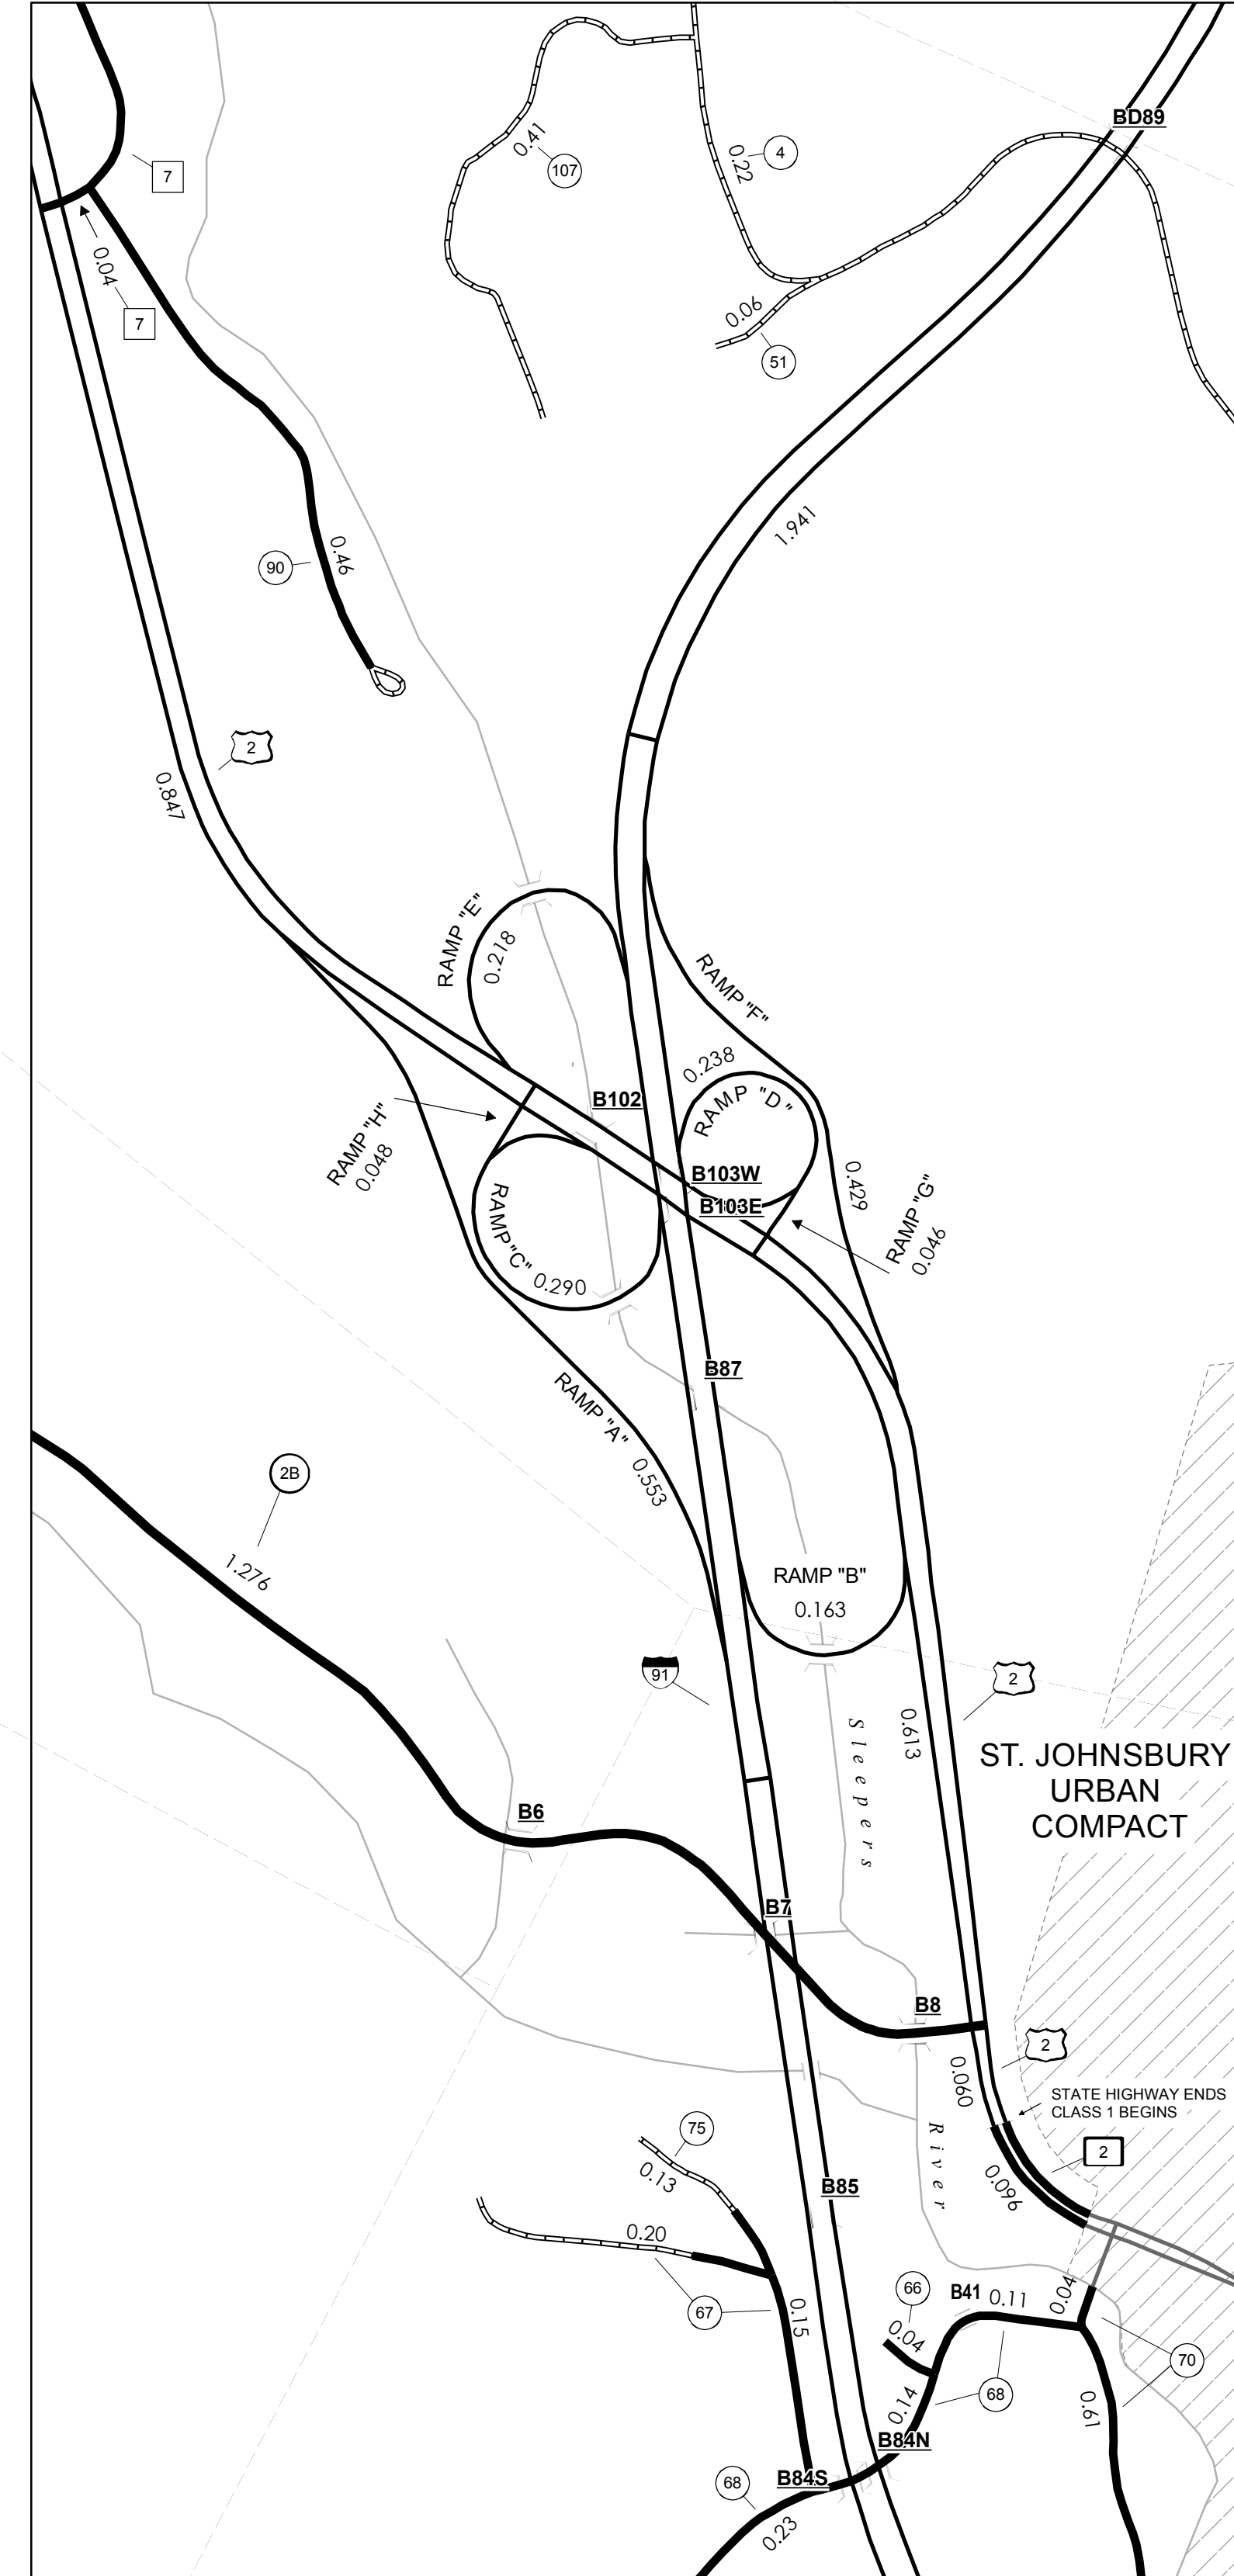 BD89
0.41
107
0.22
4
7
0.04
7
0.06
51
1.941
0.46
90
2
0.847
RAMP "E"
0.218
RAMP "F"
0.238
RAMP "D"
B102
RAMP "H"
0.048
B103W
B103E
0.429
RAMP "G"
0.046
RAMP "C"
0.290
B87
RAMP "A"
0.553
2B
1.276
RAMP "B"
0.163
91
2
0.613
Sleepers
ST. JOHNSBURY
URBAN
COMPACT
B6
B7
B8
2
0.060
STATE HIGHWAY ENDS
CLASS 1 BEGINS
2
0.096
75
0.13
River
B85
0.20
67
0.15
66
B41
0.11
0.04
0.04
70
68
0.14
0.61
B84N
B84S
68
0.23